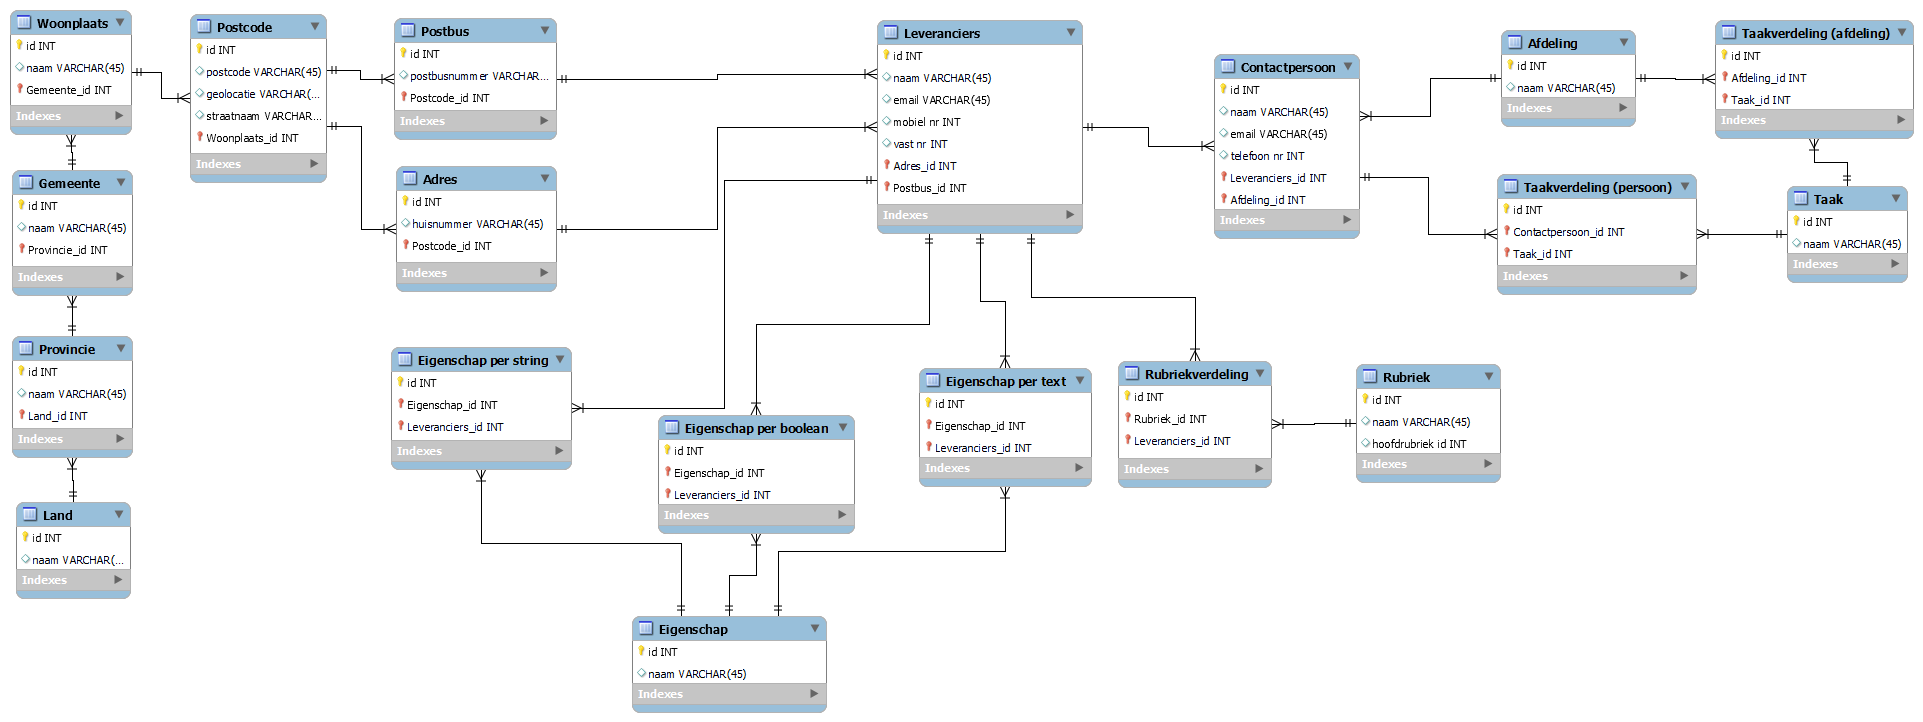 Woonplaats
id INT
naam VARCHAR(45)
Gemeente_id INT
Indexes
Gemeente
id INT
naam VARCHAR(45)
Provincie_id INT
Indexes
Provincie
id INT
naam VARCHAR(45)
Land_id INT
Indexes
Land
id INT
naam VARCHAR(...
Indexes
Postcode
id INT
postcode VARCHAR(45)
geolocatie VARCHAR(...
straatnaam VARCHAR...
Woonplaats_id INT
Indexes
Postbus
id INT
postbusnummer VARCHAR...
Postcode_id INT
Indexes
Adres
id INT
huisnummer VARCHAR(45)
Postcode_id INT
Indexes
Leveranciers
id INT
naam VARCHAR(45)
email VARCHAR(45)
mobiel nr INT
vast nr INT
Adres_id INT
Postbus_id INT
Indexes
Contactpersoon
id INT
naam VARCHAR(45)
email VARCHAR(45)
telefoon nr INT
Leveranciers_id INT
Afdeling_id INT
Indexes
Afdeling
id INT
naam VARCHAR(45)
Indexes
Taakverdeling (afdeling)
id INT
Afdeling_id INT
Taak_id INT
Indexes
Taakverdeling (persoon)
id INT
Contactpersoon_id INT
Taak_id INT
Indexes
Taak
id INT
naam VARCHAR(45)
Indexes
Eigenschap per string
id INT
Eigenschap_id INT
Leveranciers_id INT
Indexes
Eigenschap per boolean
id INT
Eigenschap_id INT
Leveranciers_id INT
Indexes
Eigenschap per text
id INT
Eigenschap_id INT
Leveranciers_id INT
Indexes
Rubriekverdeling
id INT
Rubriek_id INT
Leveranciers_id INT
Indexes
Rubriek
id INT
naam VARCHAR(45)
hoofdrubriek id INT
Indexes
Eigenschap
id INT
naam VARCHAR(45)
Indexes